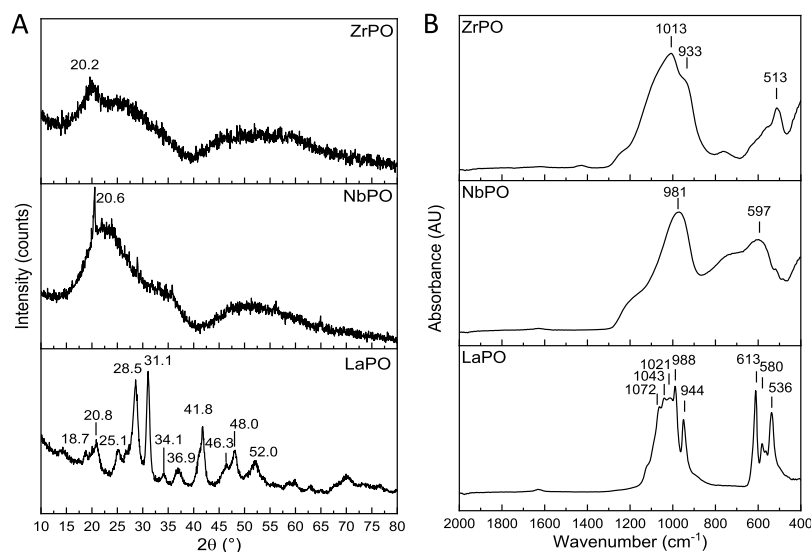 A
ZrPO
20.2
NbPO
20.6
LaPO
31.1
28.5
41.8
20.8
48.0
18.7
25.1
34.1
46.3
36.9
52.0
10 15 20 25 30 35 40 45 50 55 60 65 70 75 80
2θ (°)
Intensity (counts)
B
ZrPO
1013
933
513
NbPO
981
597
LaPO
988
1021
1043
1072
944
613
580
536
2000 1800 1600 1400 1200 1000 800 600 400
Wavenumber (cm⁻¹)
Absorbance (AU)